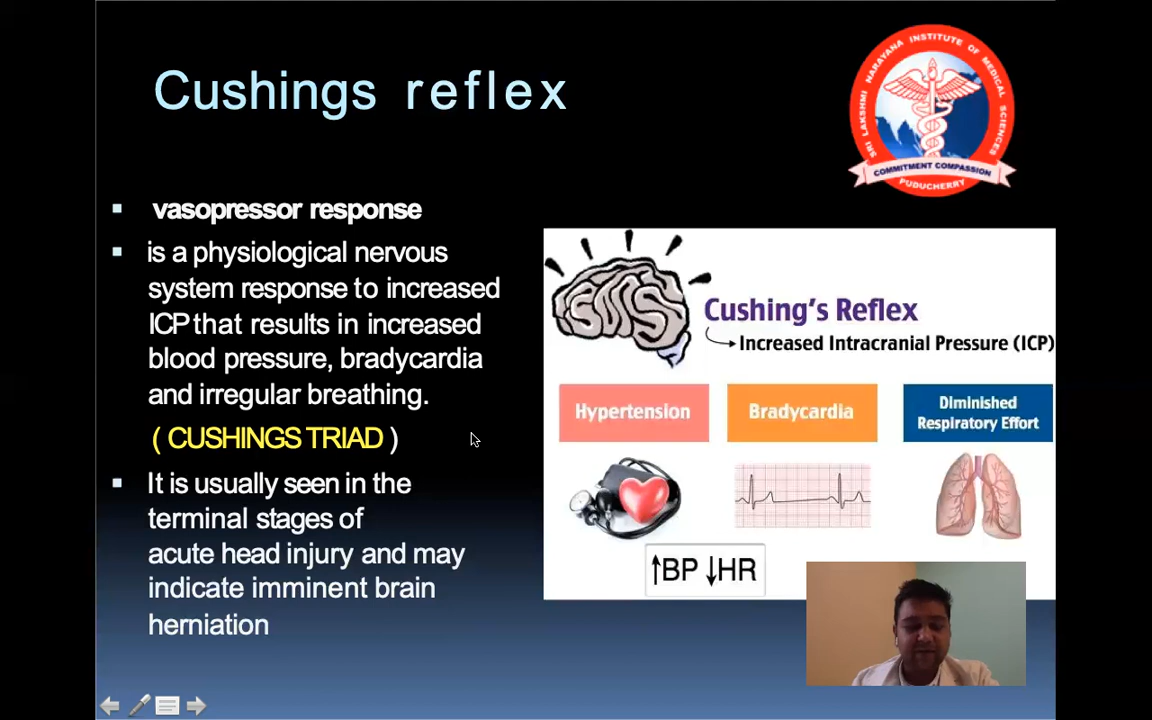 Cushings reflex
SRI LAKSHMI NARAYANA INSTITUTE OF MEDICAL SCIENCES
COMMITMENT COMPASSION
PUDUCHERRY
vasopressor response
is a physiological nervous
system response to increased
ICP that results in increased
blood pressure, bradycardia
and irregular breathing.
( CUSHINGS TRIAD )
It is usually seen in the
terminal stages of
acute head injury and may
indicate imminent brain
herniation
Cushing's Reflex
Increased Intracranial Pressure (ICP)
Hypertension
Bradycardia
Diminished
Respiratory Effort
↑BP ↓HR